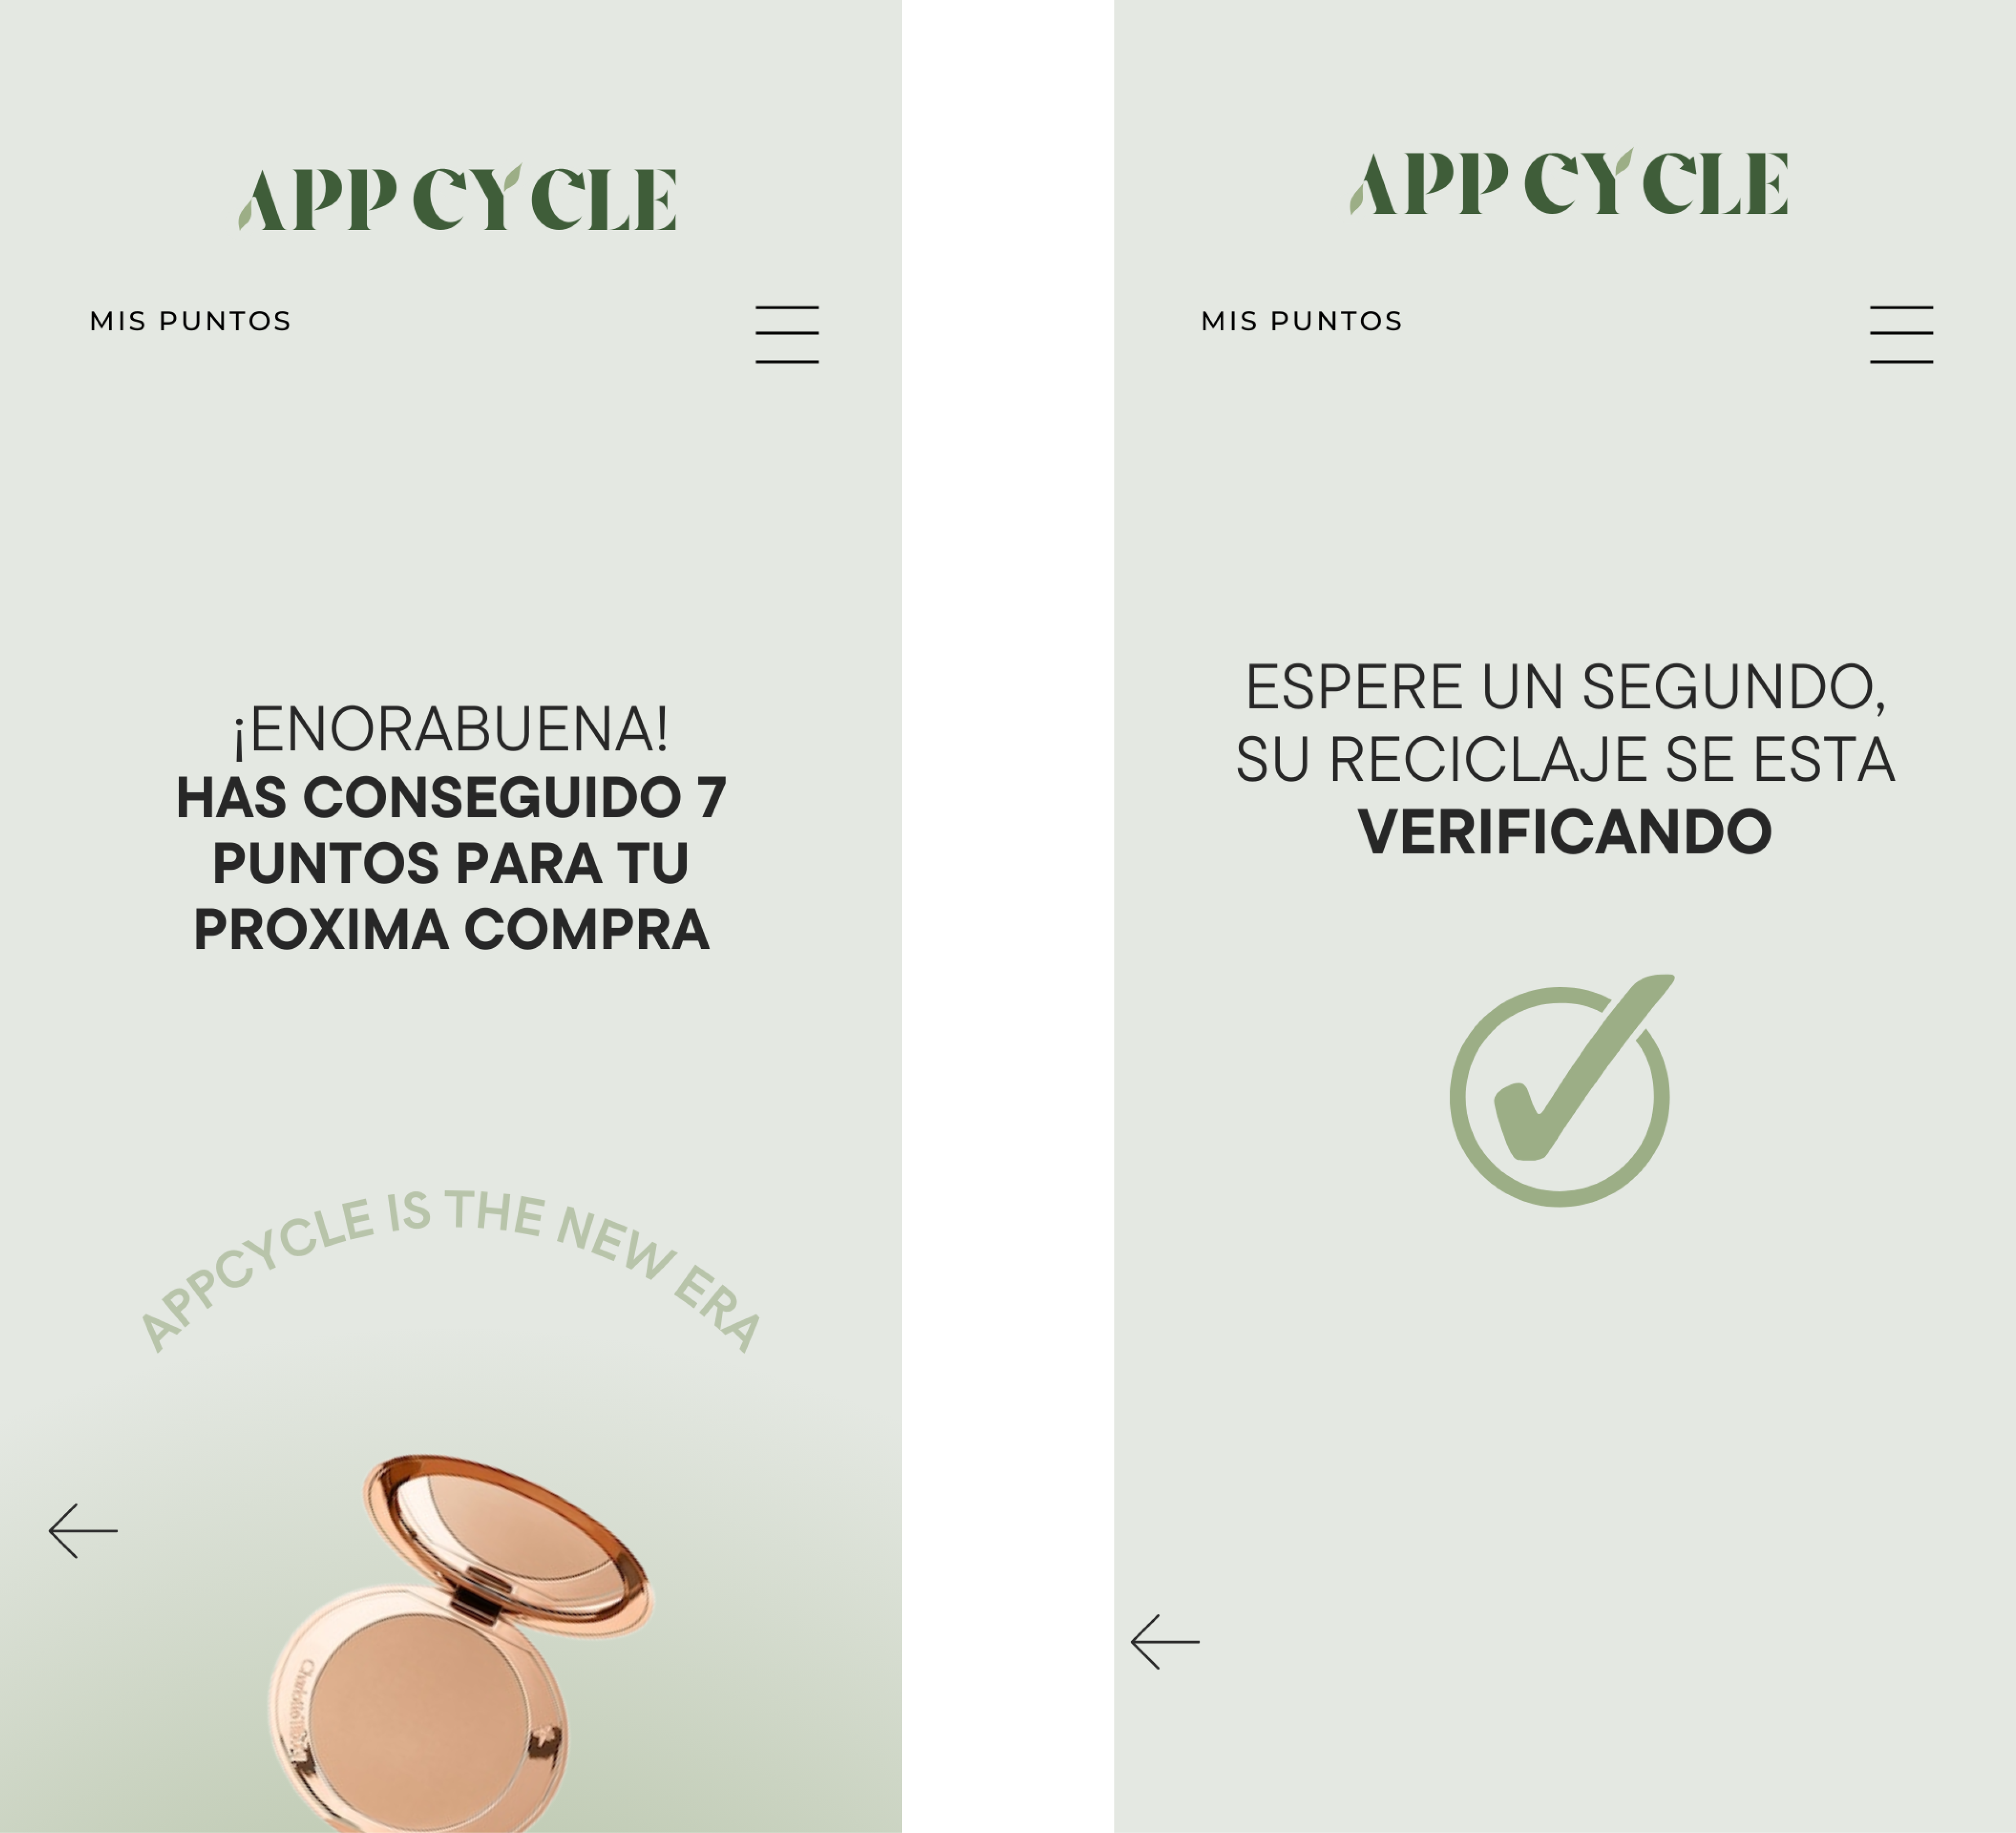 APP CYCLE
MIS PUNTOS
¡ENORABUENA!
HAS CONSEGUIDO 7
PUNTOS PARA TU
PROXIMA COMPRA
APPCYCLE IS THE NEW ERA
APP CYCLE
MIS PUNTOS
ESPERE UN SEGUNDO,
SU RECICLAJE SE ESTA
VERIFICANDO